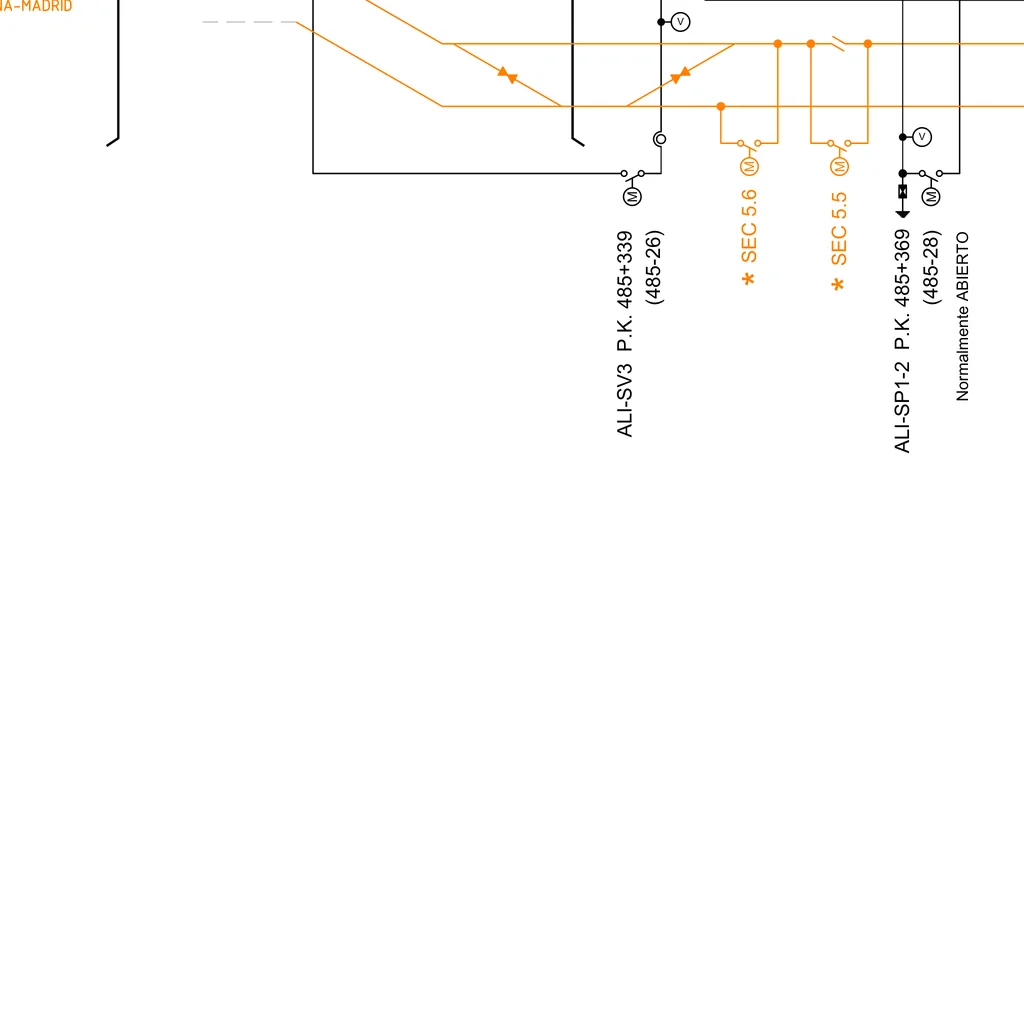 NA-MADRID
V
V
M
M
M
M
* SEC 5.6
* SEC 5.5
ALI-SV3 P.K. 485+339
(485-26)
ALI-SP1-2 P.K. 485+369
(485-28)
Normalmente ABIERTO